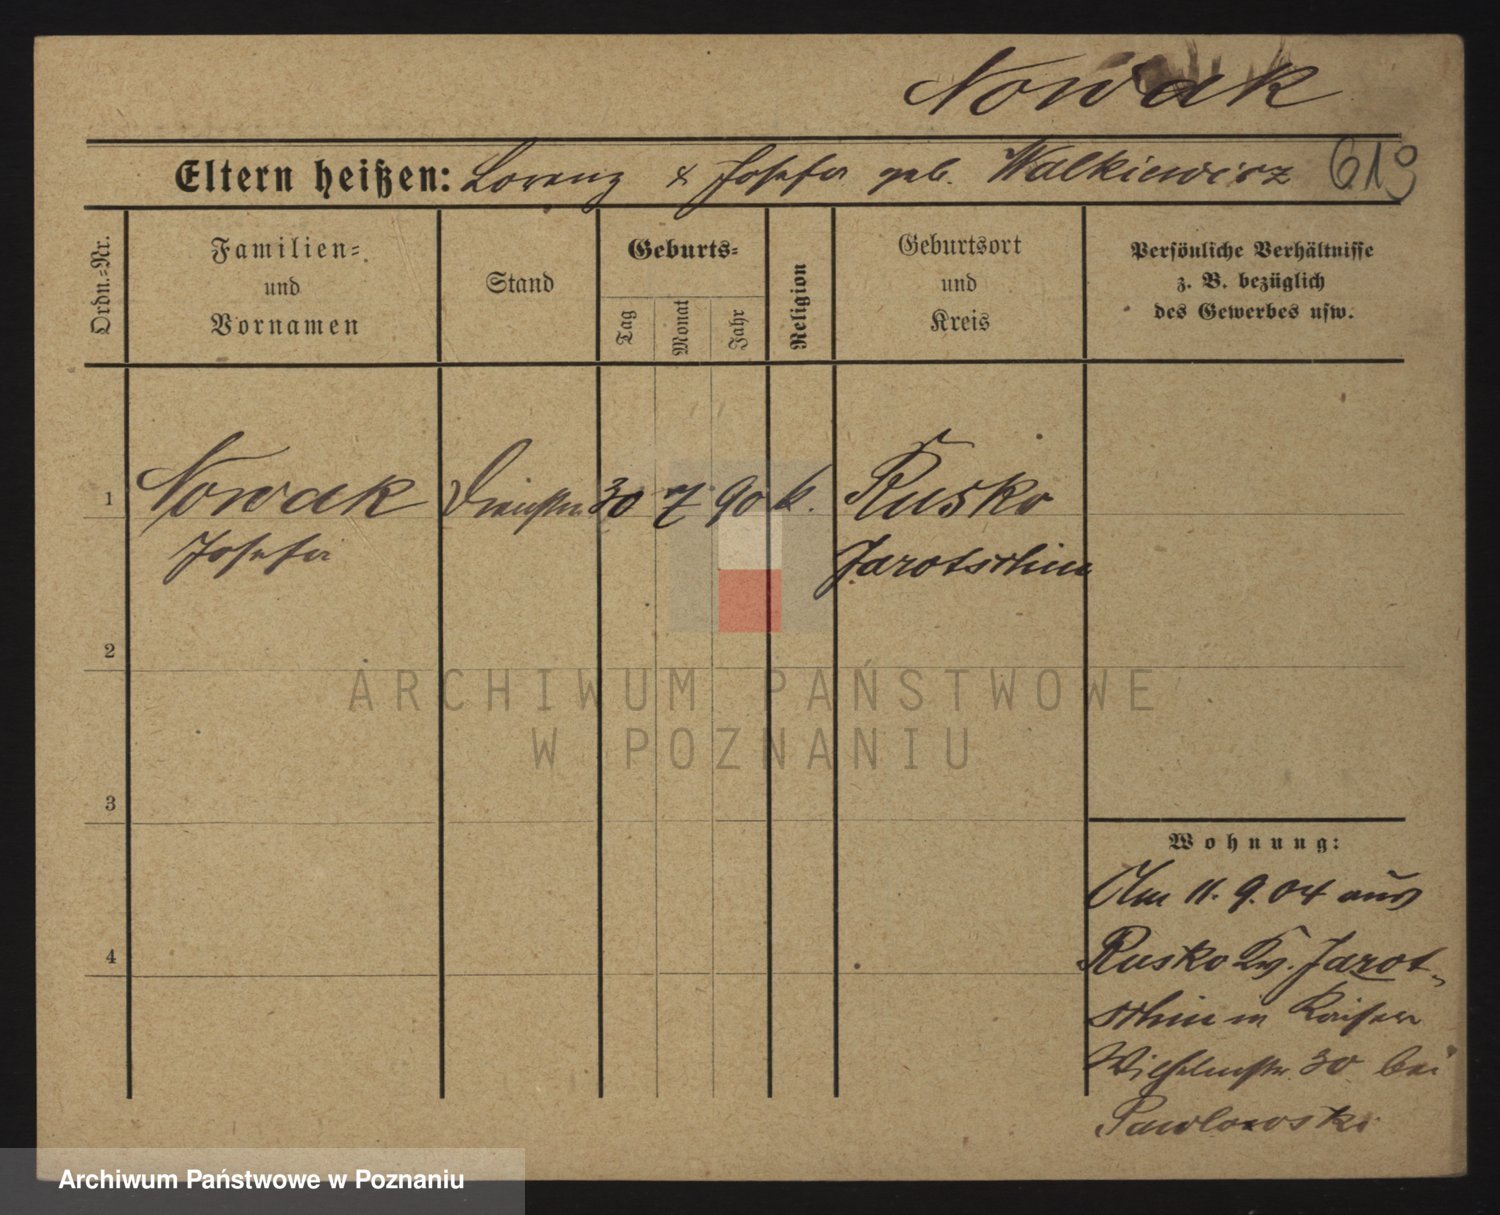 Nowak
Eltern heißen: Lorenz & Josefa geb. Walkiewicz 619
Ordn.=Nr.
Familien=
und
Vornamen
Stand
Geburts=
Tag
Monat
Jahr
Religion
Geburtsort
und
Kreis
Persönliche Verhältnisse
z. B. bezüglich
des Gewerbes usw.
1 Nowak 30 7 90 k. Rusko
Josefa Jarotschin
2
ARCHIWUM PAŃSTWOWE
W POZNANIU
3
Wohnung:
Am 11. 9. 04 aus
4 Rusko Kr. Jarot-
schin in Kaiser
Wilhelmstr. 30 bei
Pawlowski
Archiwum Państwowe w Poznaniu